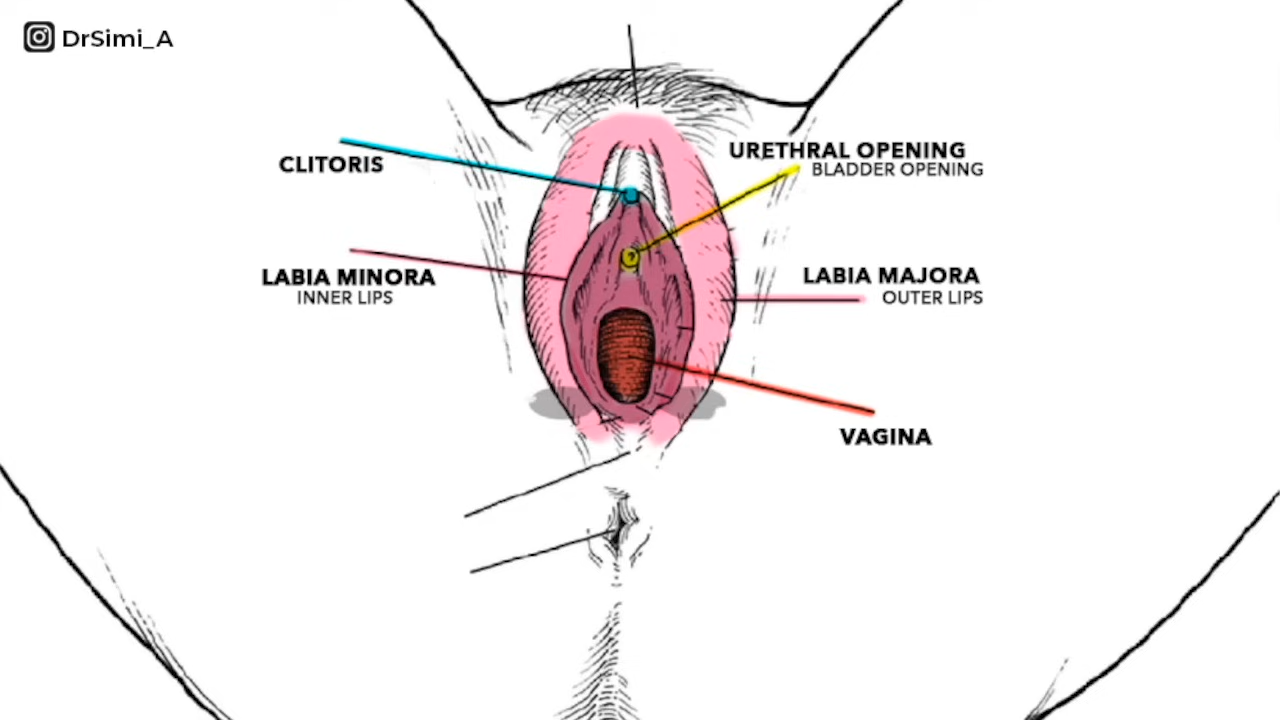 DrSimi_A
CLITORIS
URETHRAL OPENING
BLADDER OPENING
LABIA MINORA
INNER LIPS
LABIA MAJORA
OUTER LIPS
VAGINA